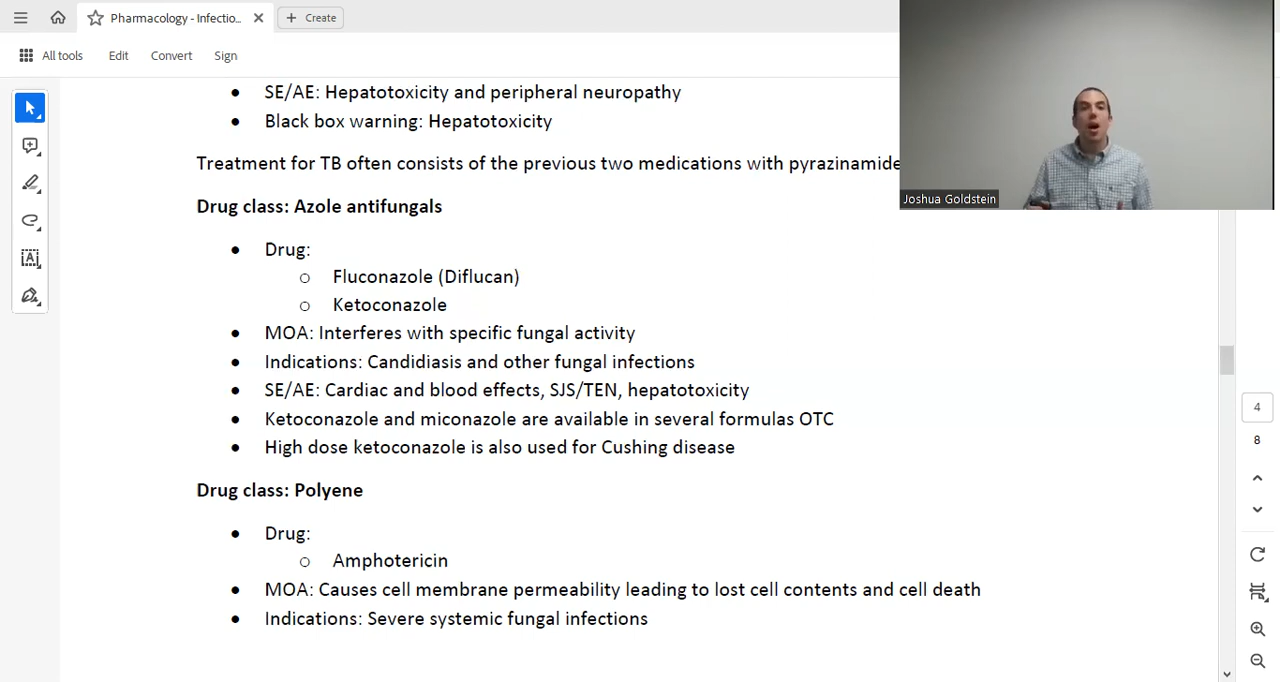 Pharmacology - Infectio...
Create
All tools Edit Convert Sign
Joshua Goldstein
• SE/AE: Hepatotoxicity and peripheral neuropathy
• Black box warning: Hepatotoxicity
Treatment for TB often consists of the previous two medications with pyrazinamide
Drug class: Azole antifungals
• Drug:
o Fluconazole (Diflucan)
o Ketoconazole
• MOA: Interferes with specific fungal activity
• Indications: Candidiasis and other fungal infections
• SE/AE: Cardiac and blood effects, SJS/TEN, hepatotoxicity
• Ketoconazole and miconazole are available in several formulas OTC
• High dose ketoconazole is also used for Cushing disease
Drug class: Polyene
• Drug:
o Amphotericin
• MOA: Causes cell membrane permeability leading to lost cell contents and cell death
• Indications: Severe systemic fungal infections
4
8